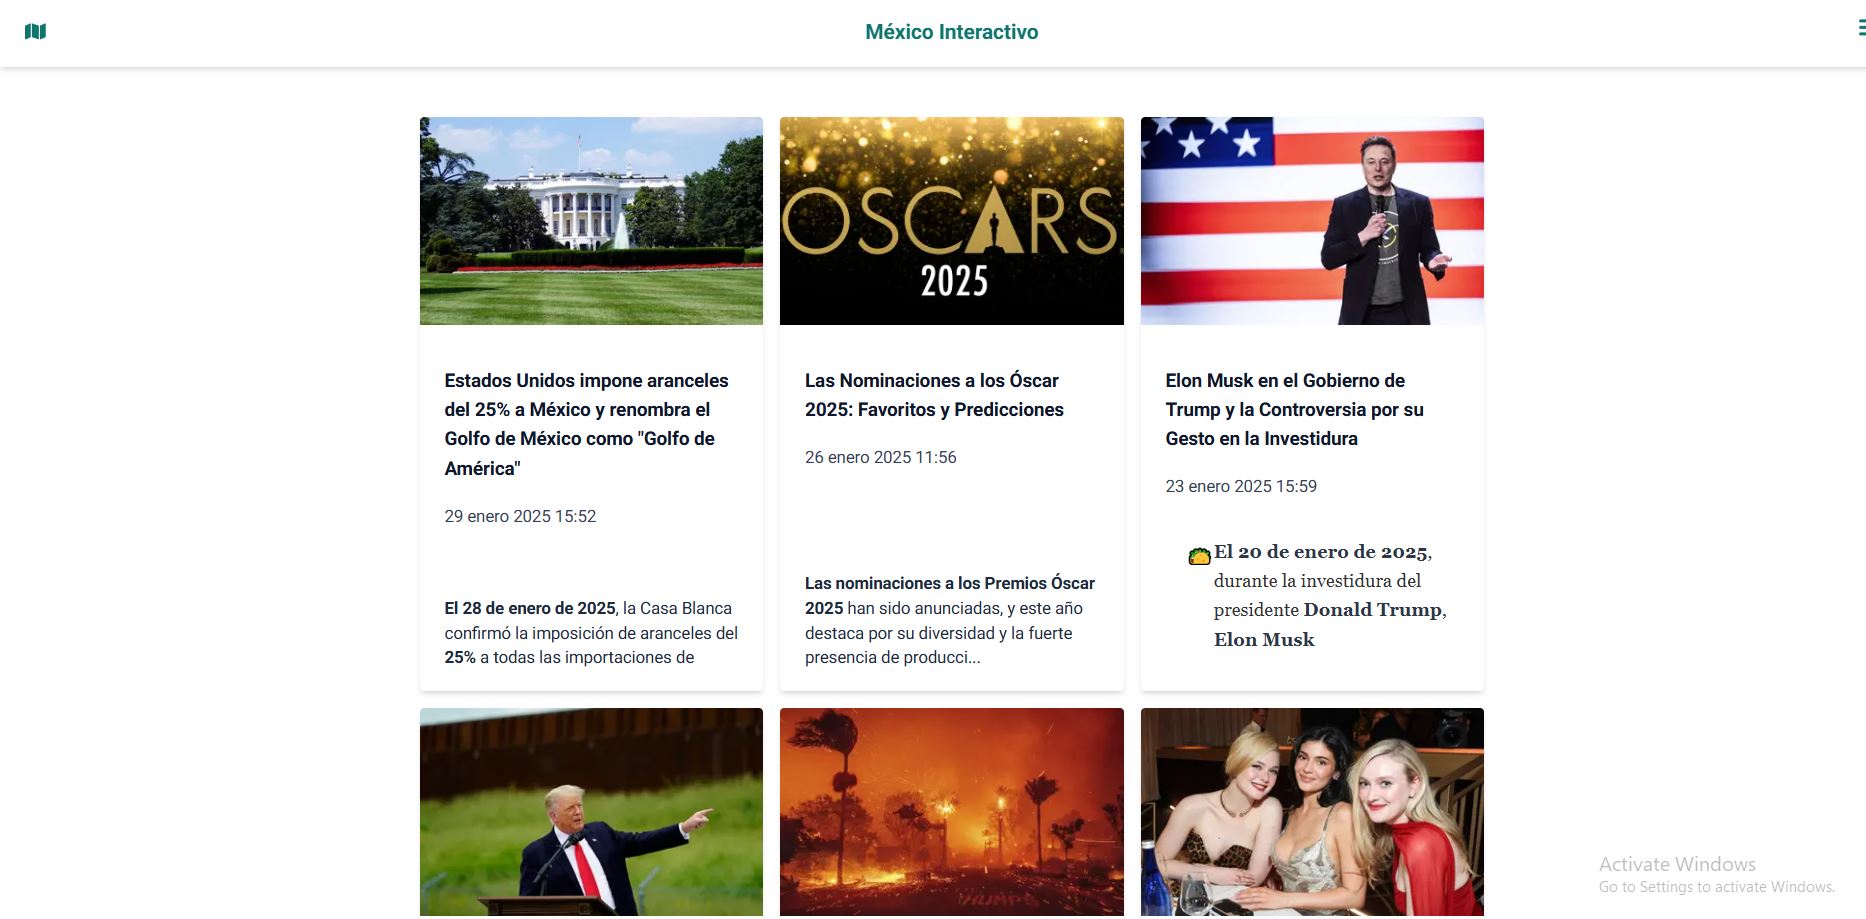 México Interactivo
OSCARS
2025
Estados Unidos impone aranceles
del 25% a México y renombra el
Golfo de México como "Golfo de
América"
29 enero 2025 15:52
El 28 de enero de 2025, la Casa Blanca
confirmó la imposición de aranceles del
25% a todas las importaciones de
Las Nominaciones a los Óscar
2025: Favoritos y Predicciones
26 enero 2025 11:56
Las nominaciones a los Premios Óscar
2025 han sido anunciadas, y este año
destaca por su diversidad y la fuerte
presencia de producci...
Elon Musk en el Gobierno de
Trump y la Controversia por su
Gesto en la Investidura
23 enero 2025 15:59
El 20 de enero de 2025,
durante la investidura del
presidente Donald Trump,
Elon Musk
Activate Windows
Go to Settings to activate Windows.